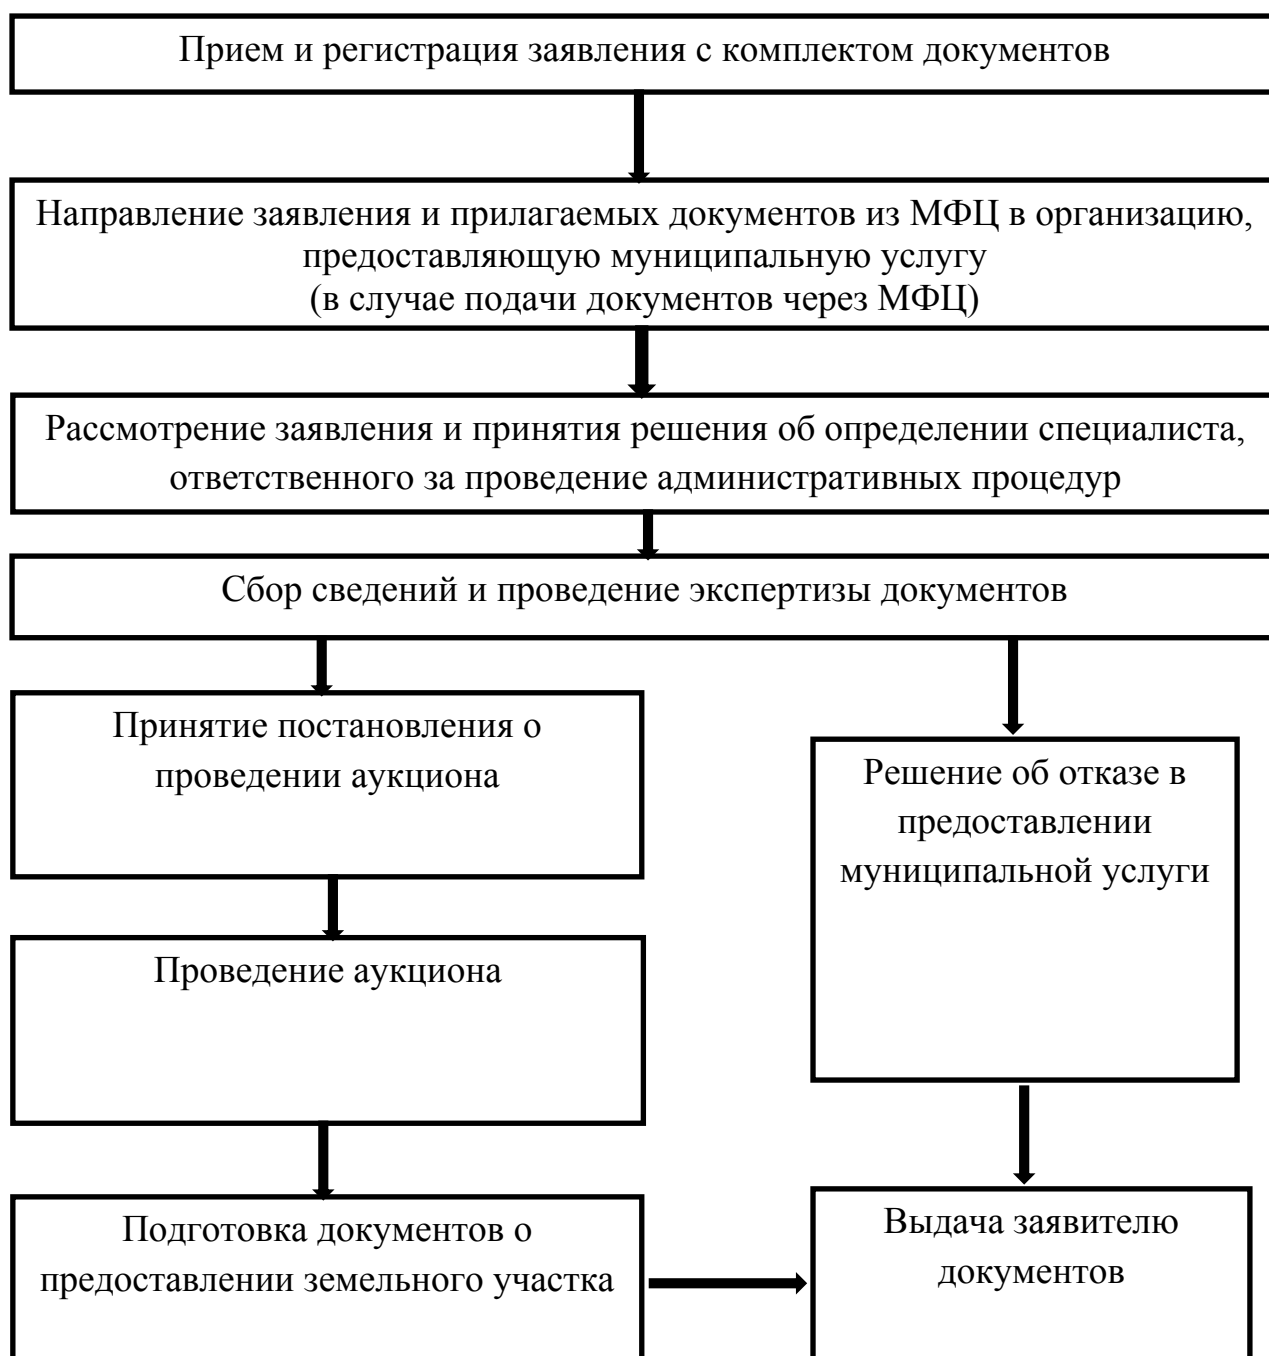 Прием и регистрация заявления с комплектом документов
Направление заявления и прилагаемых документов из МФЦ в организацию,
предоставляющую муниципальную услугу
(в случае подачи документов через МФЦ)
Рассмотрение заявления и принятия решения об определении специалиста,
ответственного за проведение административных процедур
Сбор сведений и проведение экспертизы документов
Принятие постановления о
проведении аукциона
Решение об отказе в
предоставлении
муниципальной услуги
Проведение аукциона
Подготовка документов о
предоставлении земельного участка
Выдача заявителю
документов